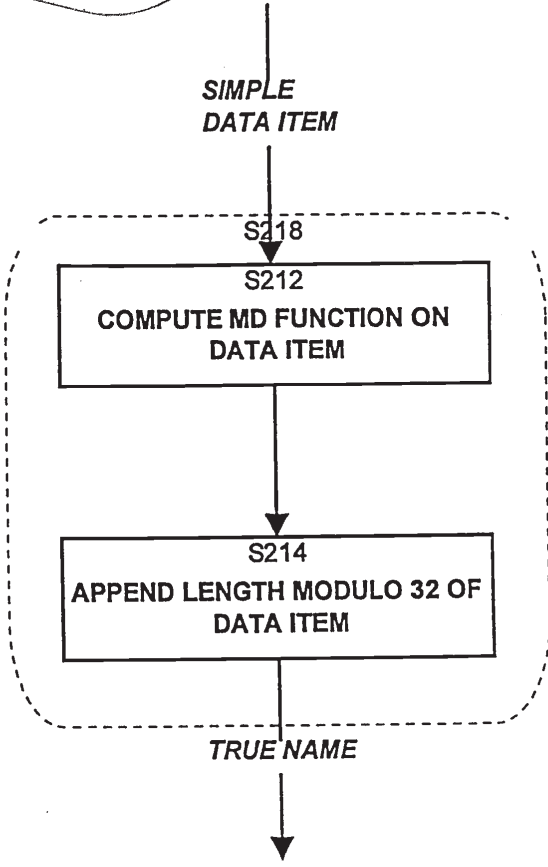 SIMPLE
DATA ITEM
S218
S212
COMPUTE MD FUNCTION ON
DATA ITEM
S214
APPEND LENGTH MODULO 32 OF
DATA ITEM
TRUE NAME